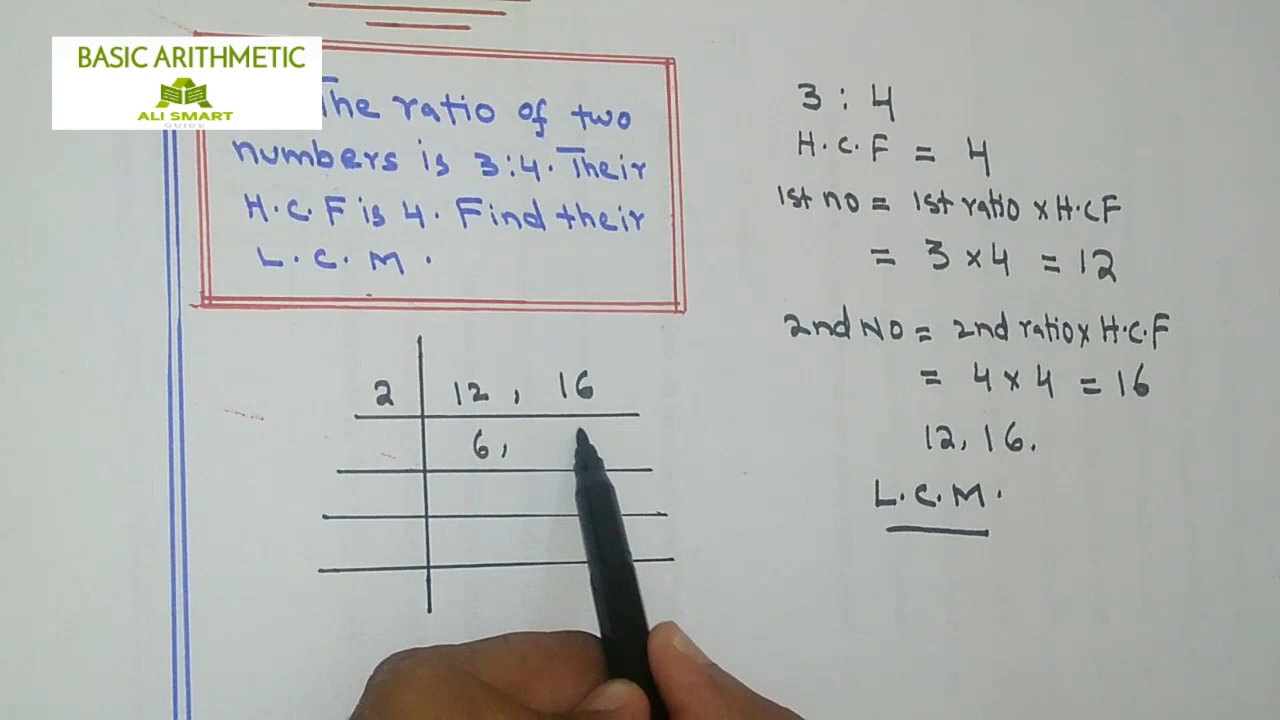 BASIC ARITHMETIC
ALI SMART
GUIDE
The ratio of two
numbers is 3:4. Their
H.C.F is 4. Find their
L.C.M.
2 12, 16
6,
3 : 4
H.C.F = 4
1st no = 1st ratio x H.CF
= 3 x 4 = 12
2nd No = 2nd ratio x H.C.F
= 4 x 4 = 16
12, 16.
L.C.M.